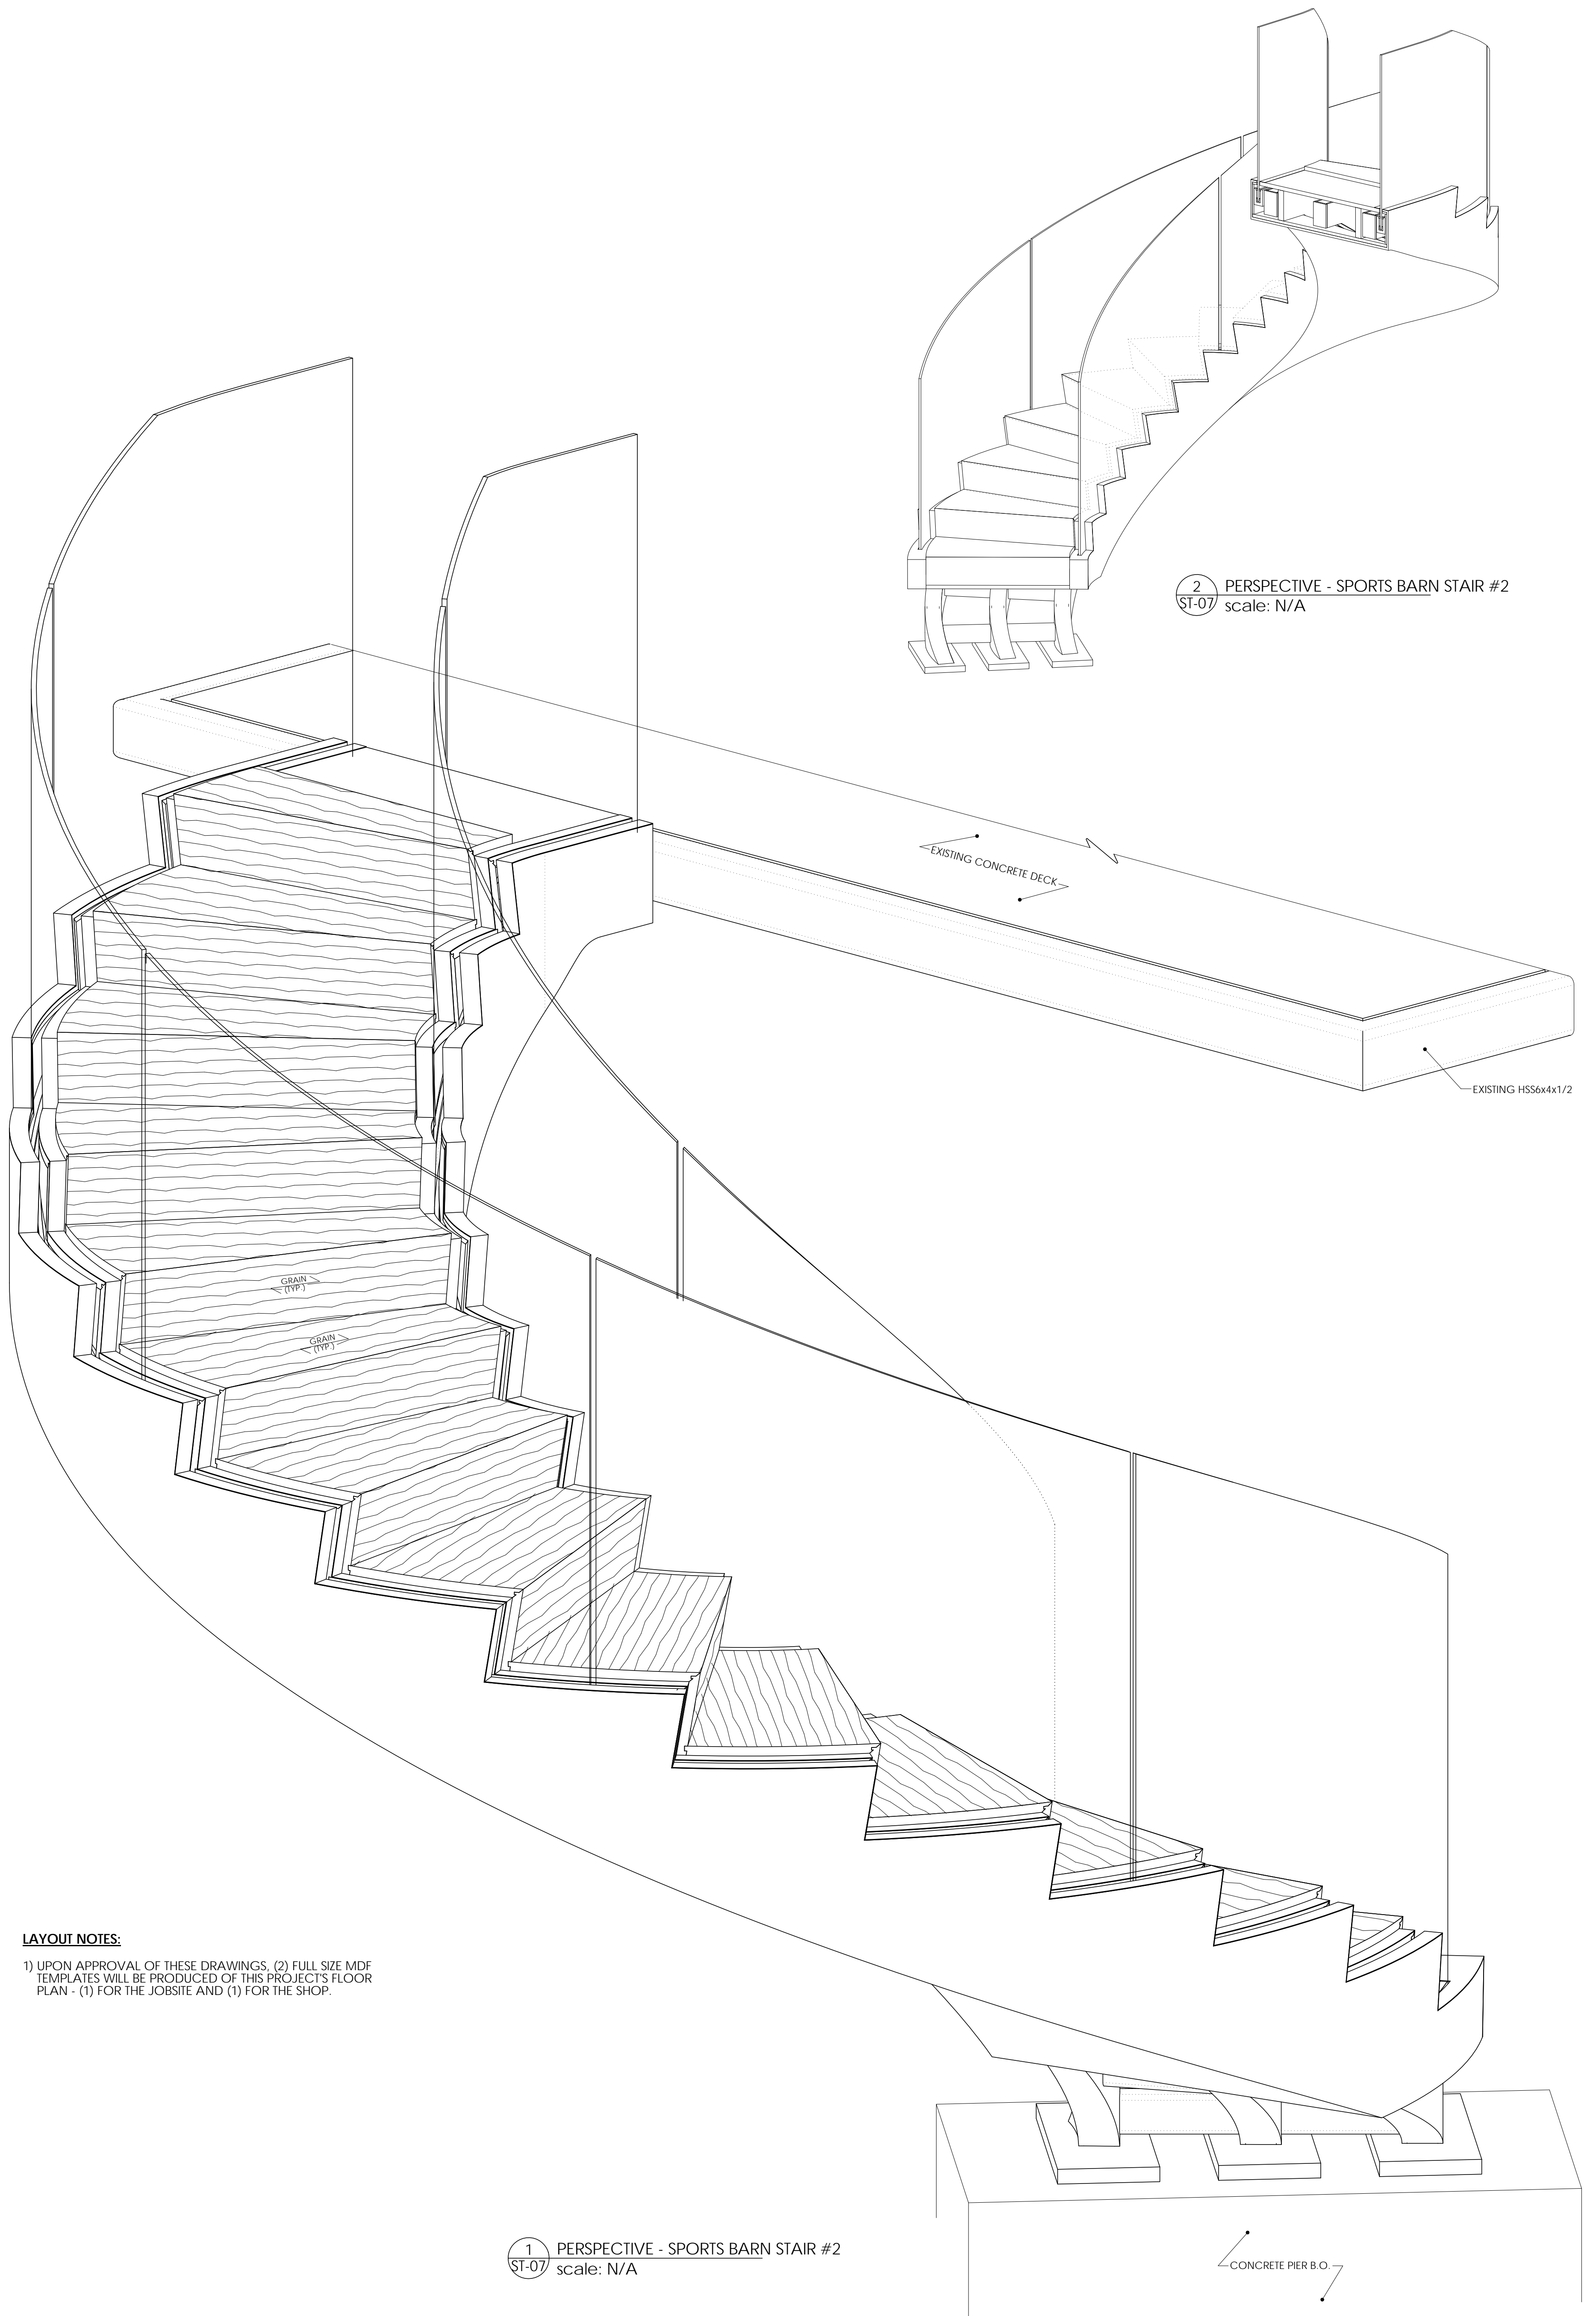 2
ST-07
PERSPECTIVE - SPORTS BARN STAIR #2
scale: N/A
EXISTING CONCRETE DECK
EXISTING HSS6x4x1/2
GRAIN
(TYP.)
GRAIN
(TYP.)
LAYOUT NOTES:
1) UPON APPROVAL OF THESE DRAWINGS, (2) FULL SIZE MDF
TEMPLATES WILL BE PRODUCED OF THIS PROJECT'S FLOOR
PLAN - (1) FOR THE JOBSITE AND (1) FOR THE SHOP.
1
ST-07
PERSPECTIVE - SPORTS BARN STAIR #2
scale: N/A
CONCRETE PIER B.O.